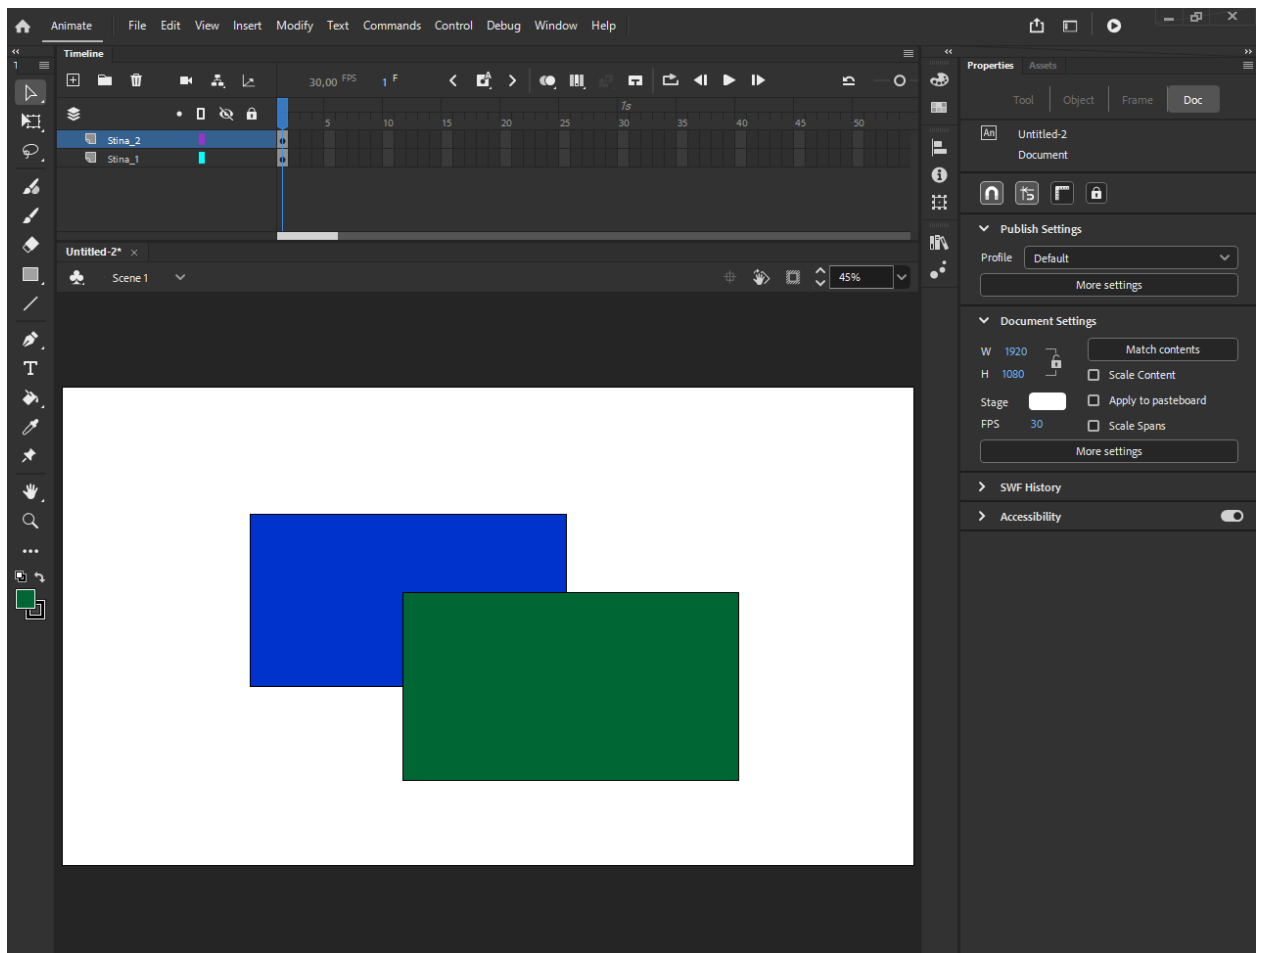 Animate File Edit View Insert Modify Text Commands Control Debug Window Help
1
Timeline
30,00 FPS 1 F
1s
5 10 15 20 25 30 35 40 45 50
Stina_2
Stina_1
Untitled-2*
Scene 1
45%
T
Properties Assets
Tool Object Frame Doc
An Untitled-2
Document
Publish Settings
Profile Default
More settings
Document Settings
W 1920 Match contents
H 1080 Scale Content
Stage Apply to pasteboard
FPS 30 Scale Spans
More settings
SWF History
Accessibility